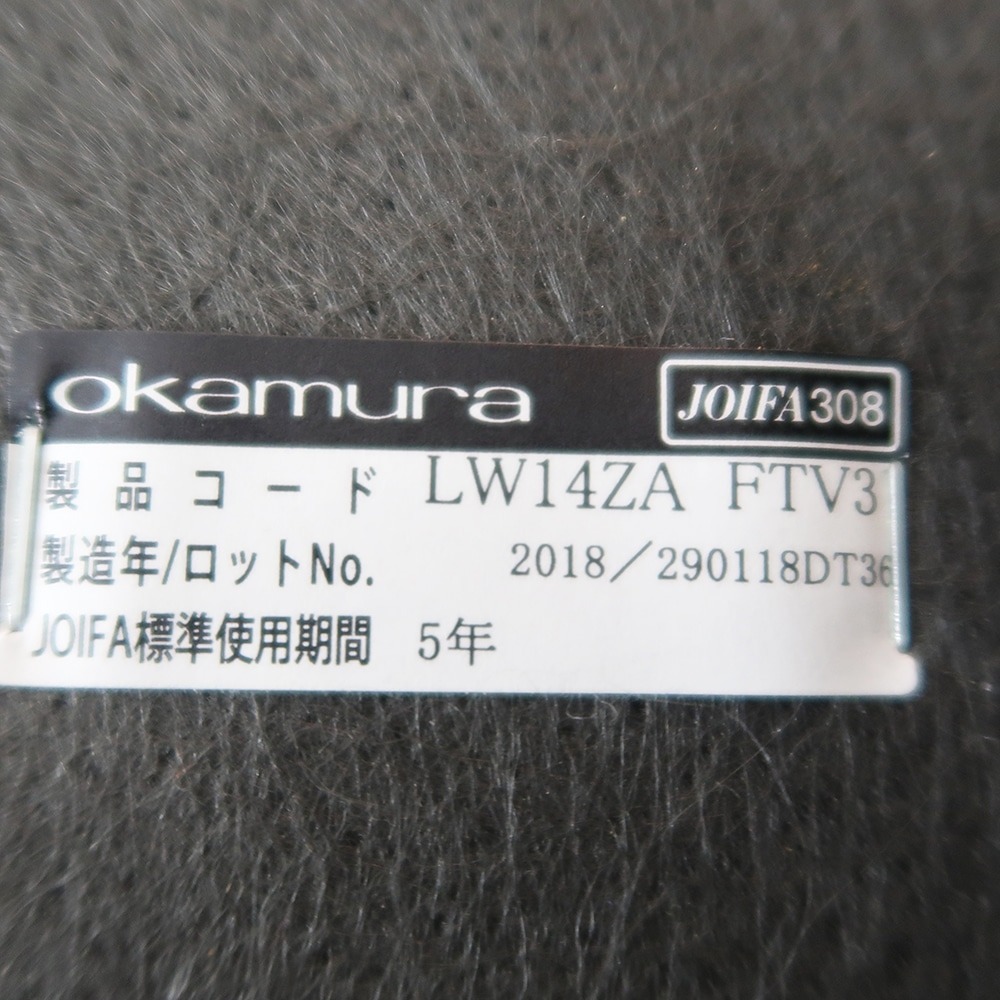 okamura JOIFA308
製品コード LW14ZA FTV3
製造年/ロットNo. 2018／290118DT36
JOIFA標準使用期間 5年